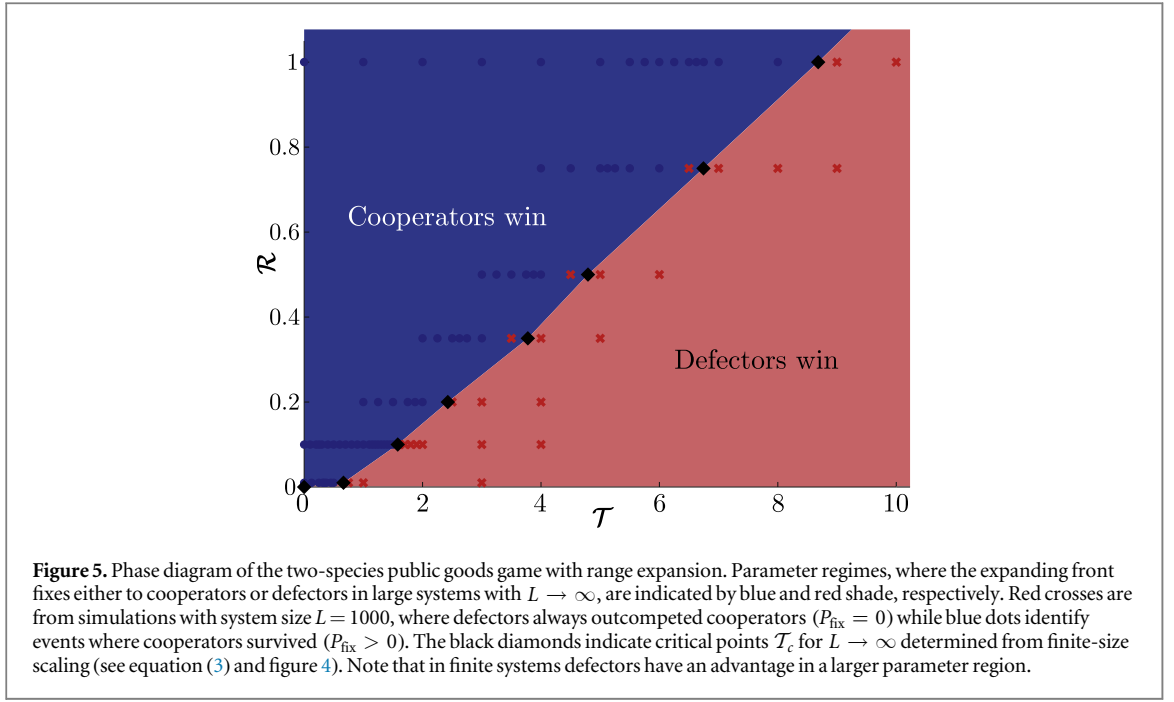 1
0.8
Cooperators win
0.6
ℛ
0.4
Defectors win
0.2
0
0 2 4 6 8 10
𝒯
Figure 5. Phase diagram of the two-species public goods game with range expansion. Parameter regimes, where the expanding front
fixes either to cooperators or defectors in large systems with L → ∞, are indicated by blue and red shade, respectively. Red crosses are
from simulations with system size L = 1000, where defectors always outcompeted cooperators (P_fix = 0) while blue dots identify
events where cooperators survived (P_fix > 0). The black diamonds indicate critical points 𝒯_c for L → ∞ determined from finite-size
scaling (see equation (3) and figure 4). Note that in finite systems defectors have an advantage in a larger parameter region.